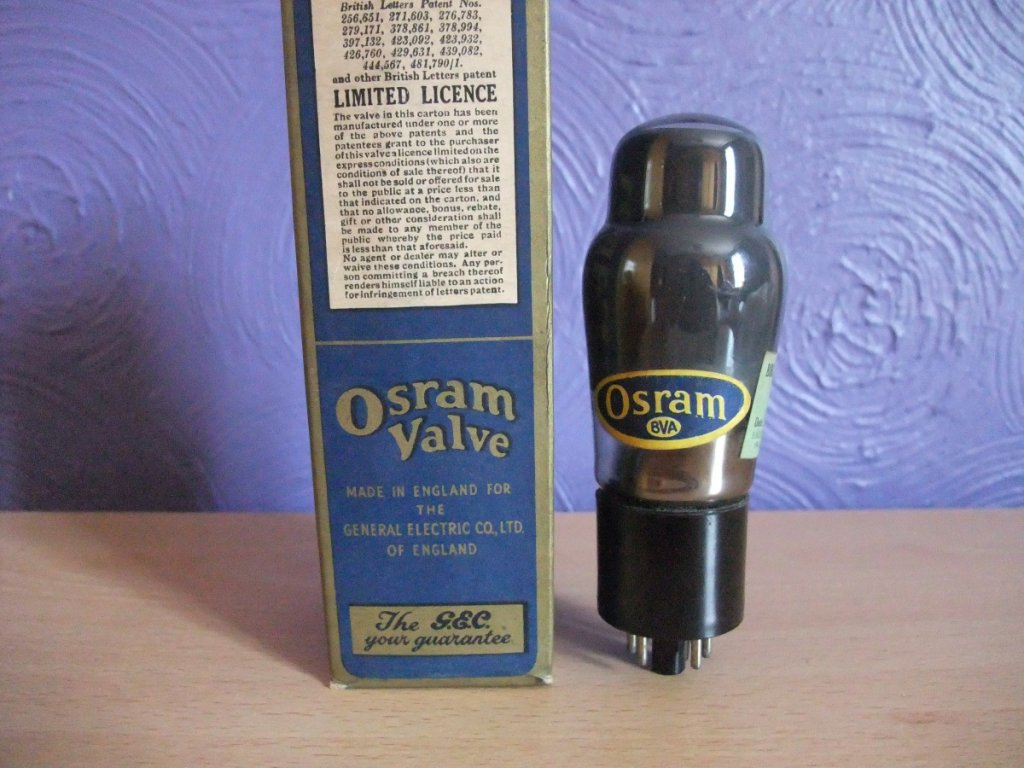 British Letters Patent Nos.
256,651, 271,603, 276,783,
279,171, 378,861, 378,994,
397,132, 423,092, 423,932,
426,760, 429,631, 439,082,
444,567, 481,790/1.
and other British Letters patent
LIMITED LICENCE
The valve in this carton has been
manufactured under one or more
of the above patents and the
patentees grant to the purchaser
of this valve a licence limited on the
express conditions (which also are
conditions of sale thereof) that it
shall not be sold or offered for sale
to the public at a price less than
that indicated on the carton, and
that no allowance, bonus, rebate,
gift or other consideration shall
be made to any member of the
public whereby the price paid
is less than that aforesaid.
No agent or dealer may alter or
waive these conditions. Any per-
son committing a breach thereof
renders himself liable to an action
for infringement of letters patent.
Osram
Valve
MADE IN ENGLAND FOR
THE
GENERAL ELECTRIC CO., LTD.
OF ENGLAND
The G.E.C.
your guarantee
Osram
BVA